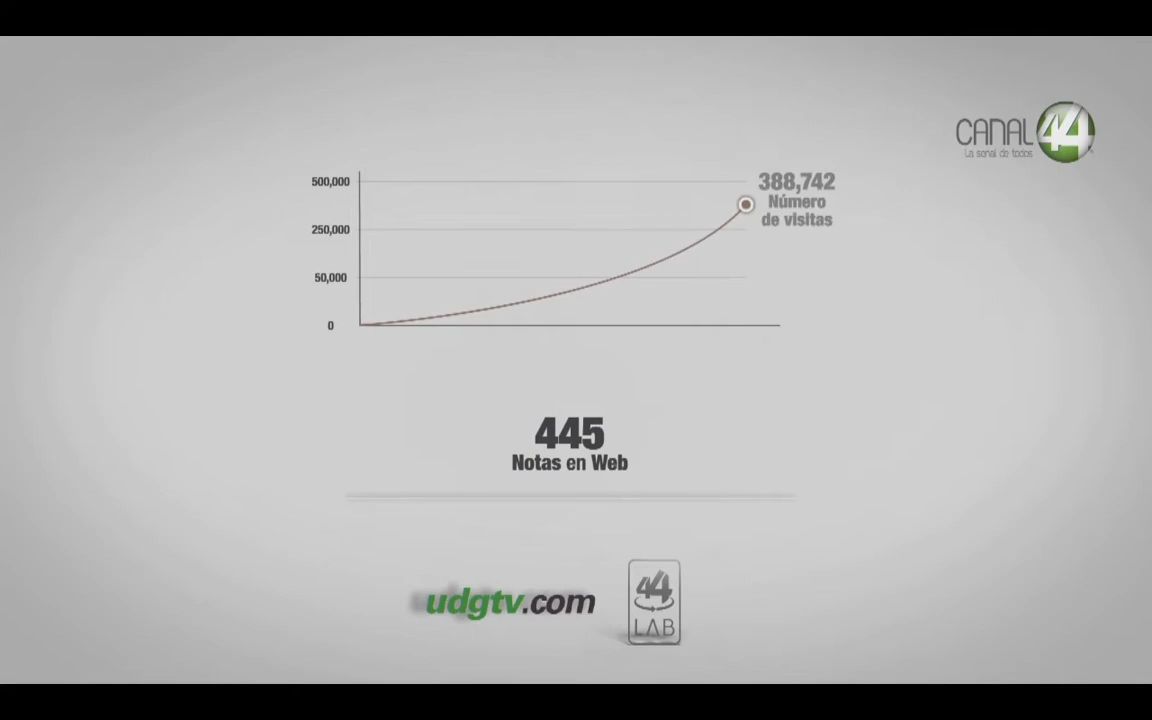 CANAL 44
La señal de todos
500,000
250,000
50,000
0
388,742
Número
de visitas
445
Notas en Web
udgtv.com
44
LAB